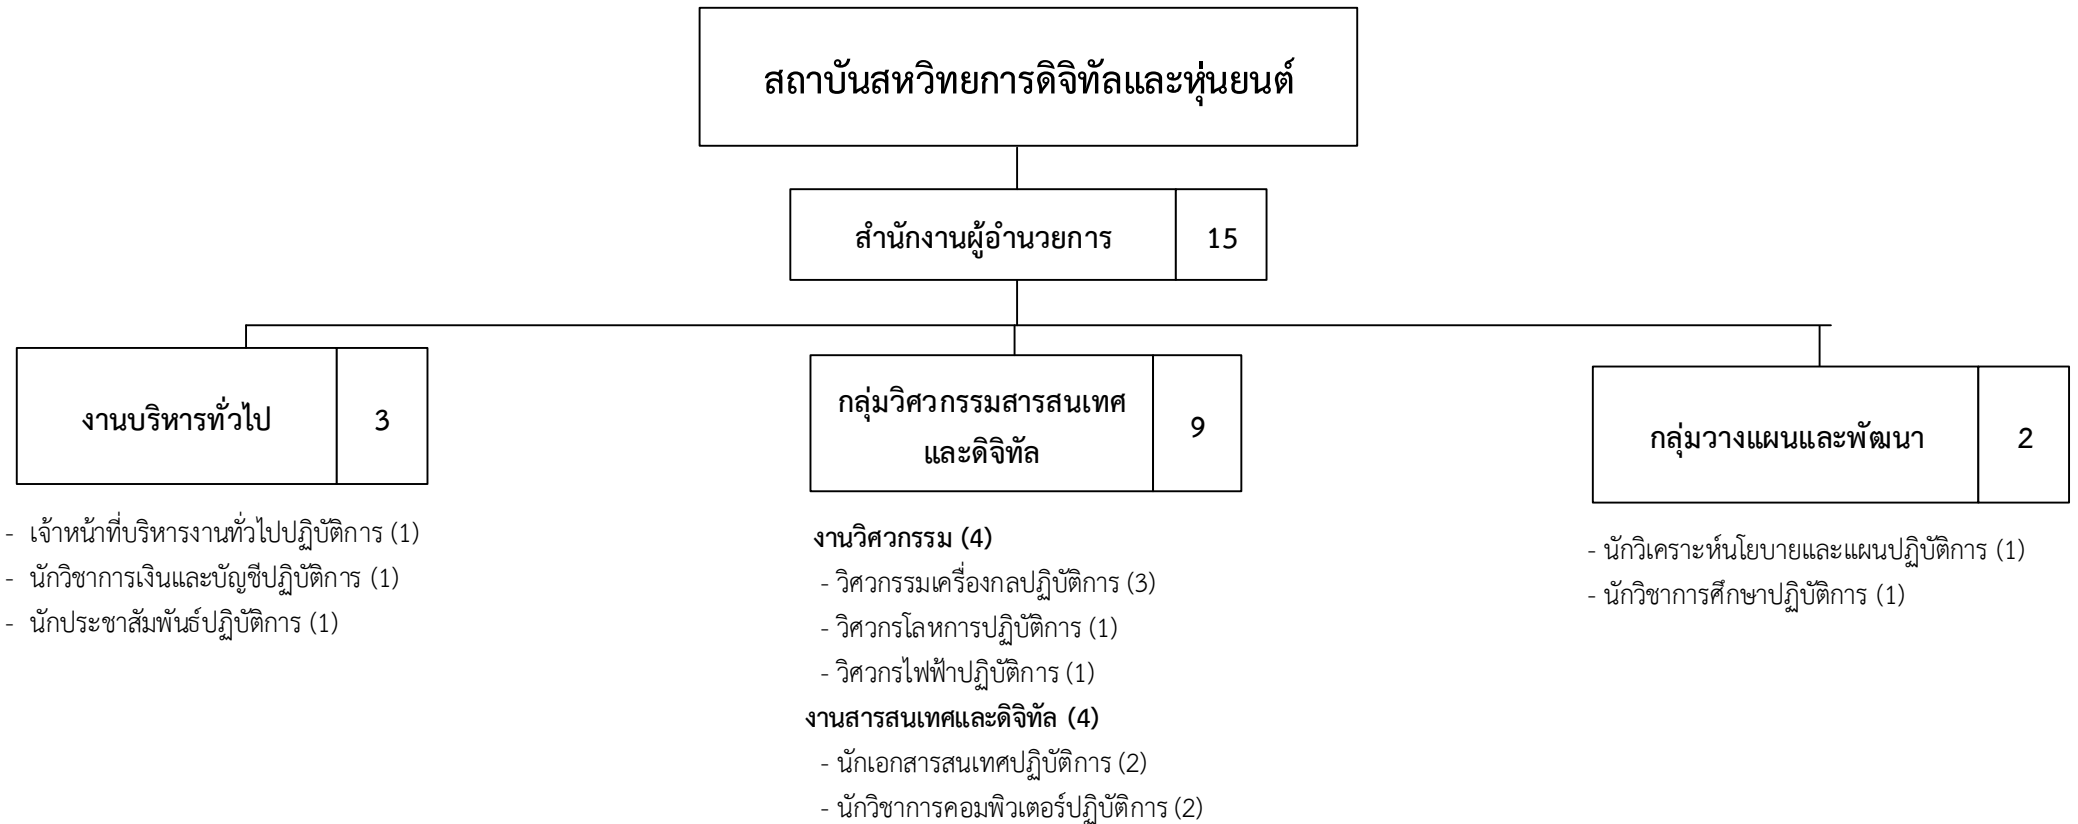 สถาบันสหวิทยการดิจิทัลและหุ่นยนต์
สำนักงานผู้อำนวยการ 15
งานบริหารทั่วไป 3
- เจ้าหน้าที่บริหารงานทั่วไปปฏิบัติการ (1)
- นักวิชาการเงินและบัญชีปฏิบัติการ (1)
- นักประชาสัมพันธ์ปฏิบัติการ (1)
กลุ่มวิศวกรรมสารสนเทศ
และดิจิทัล
9
งานวิศวกรรม (4)
- วิศวกรรมเครื่องกลปฏิบัติการ (3)
- วิศวกรโลหการปฏิบัติการ (1)
- วิศวกรไฟฟ้าปฏิบัติการ (1)
งานสารสนเทศและดิจิทัล (4)
- นักเอกสารสนเทศปฏิบัติการ (2)
- นักวิชาการคอมพิวเตอร์ปฏิบัติการ (2)
กลุ่มวางแผนและพัฒนา 2
- นักวิเคราะห์นโยบายและแผนปฏิบัติการ (1)
- นักวิชาการศึกษาปฏิบัติการ (1)